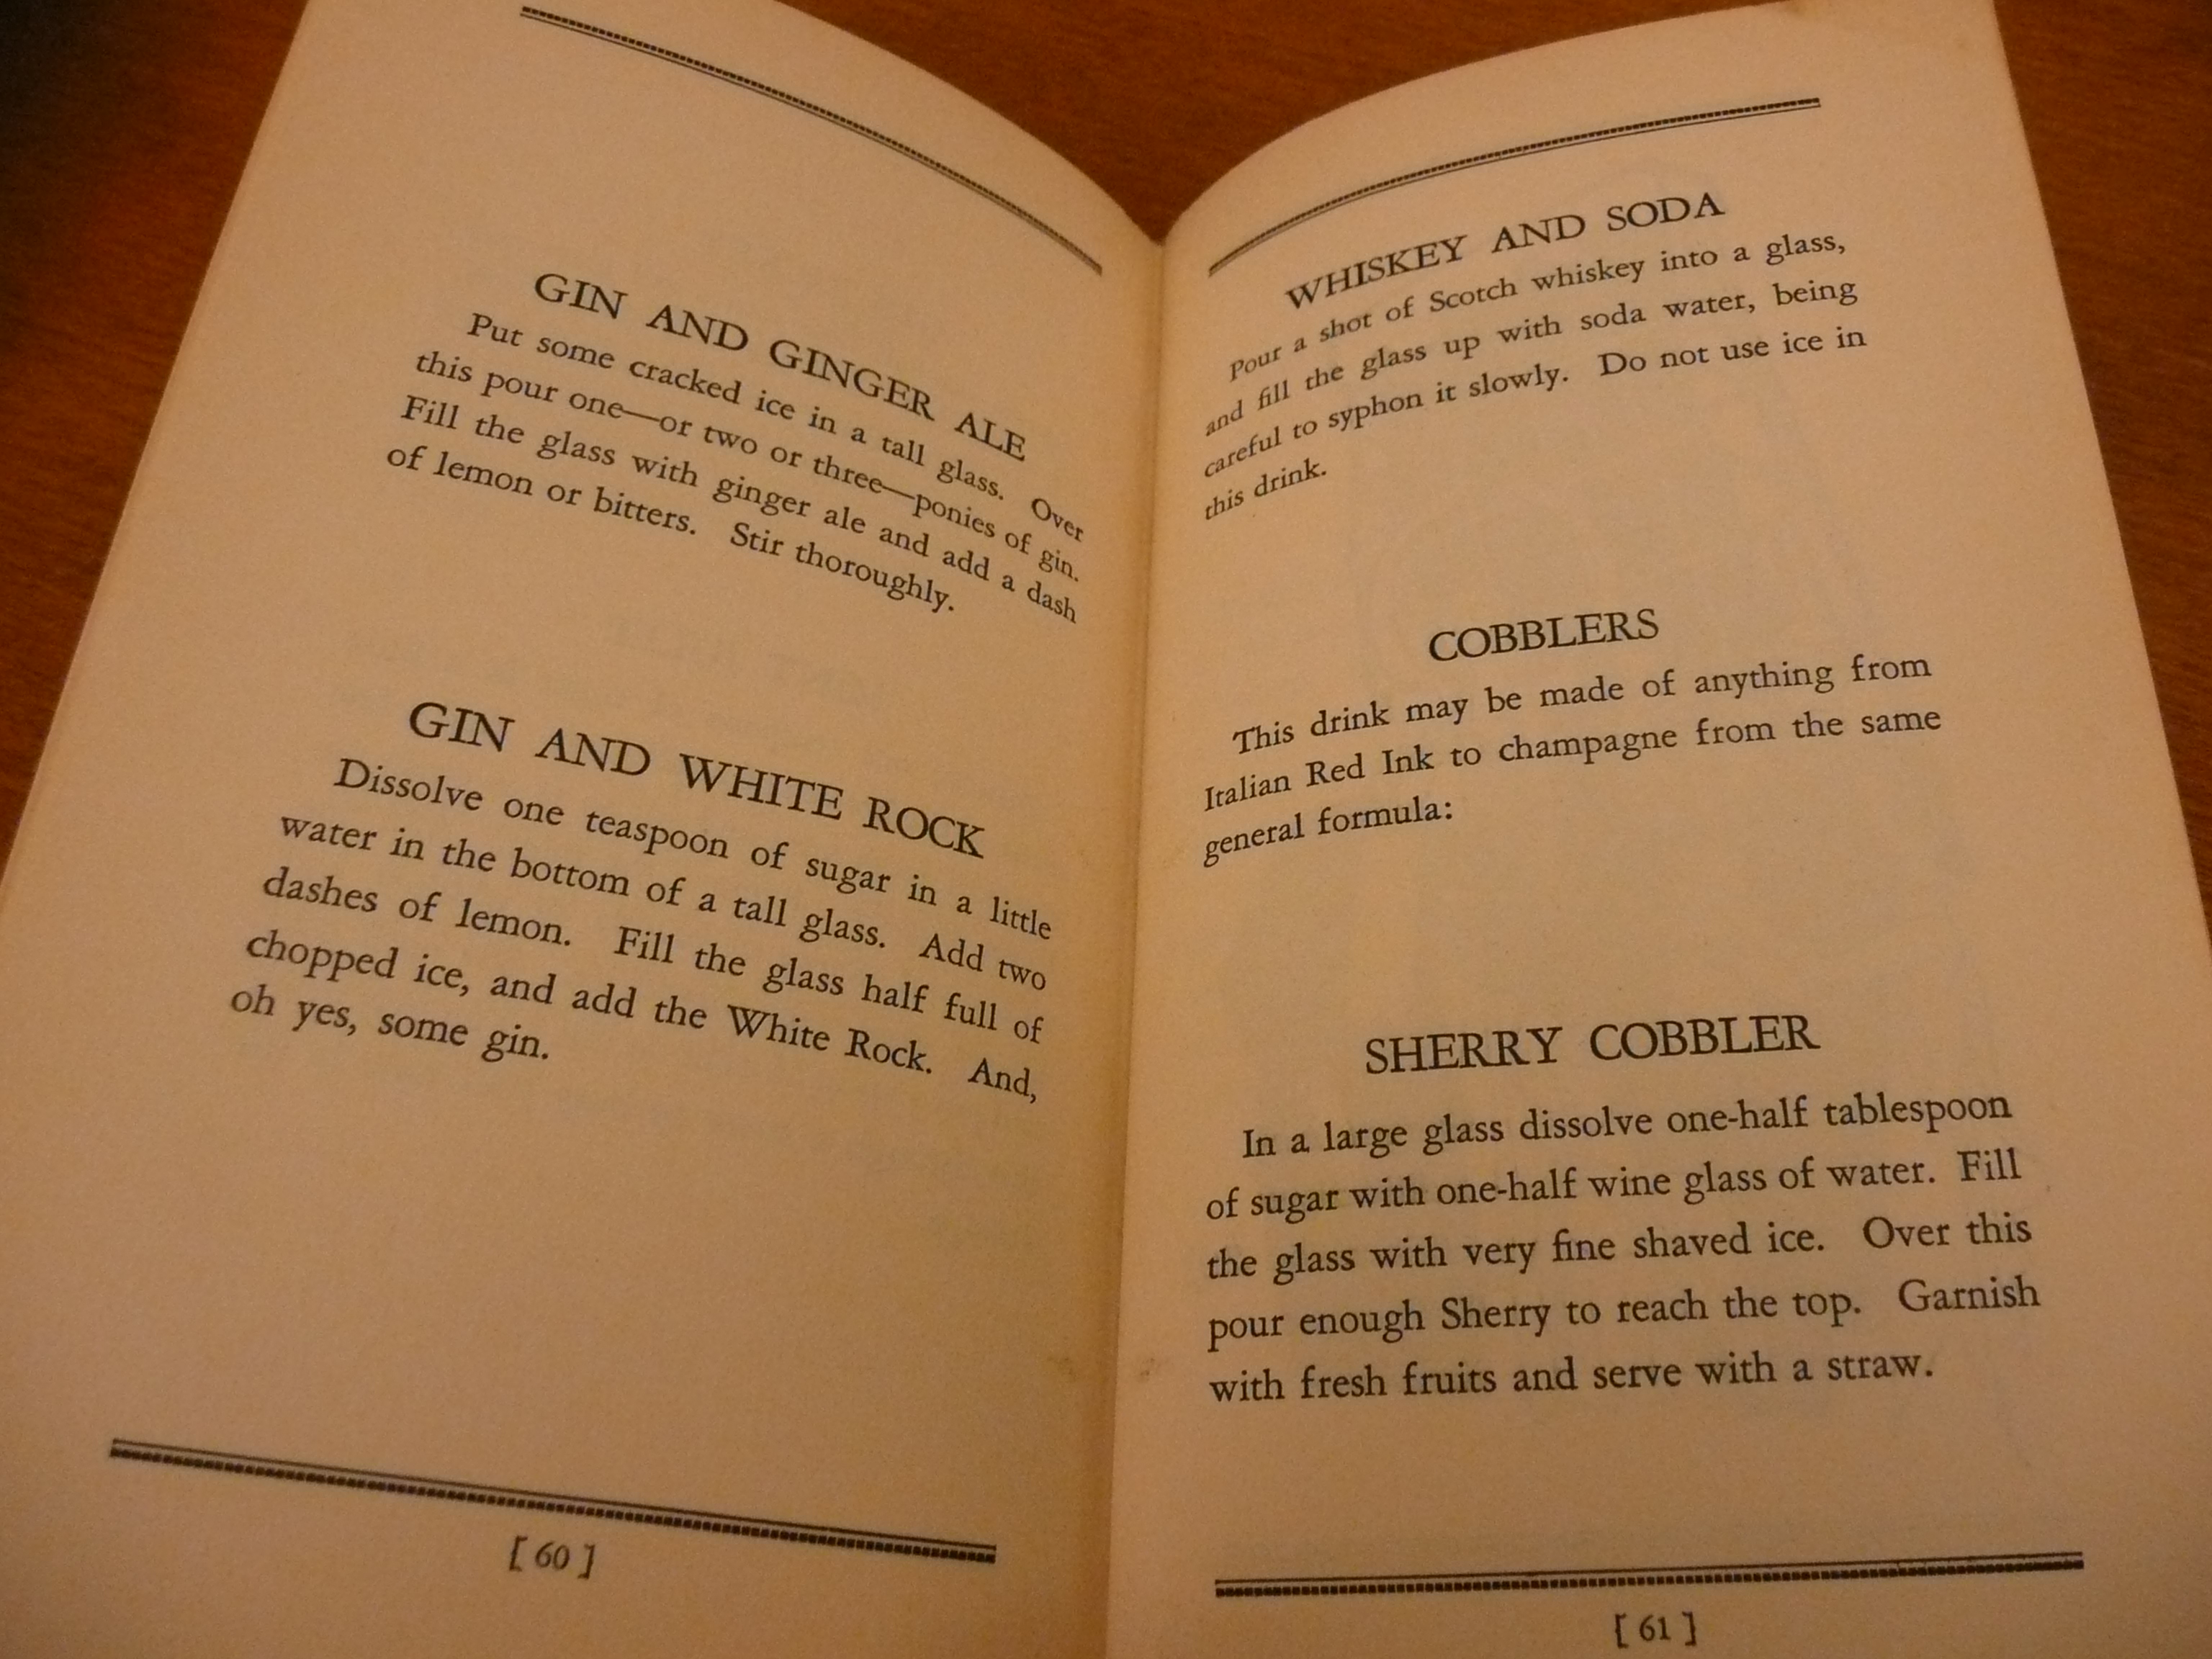 GIN AND GINGER ALE
Put some cracked ice in a tall glass. Over
this pour one—or two or three—ponies of gin.
Fill the glass with ginger ale and add a dash
of lemon or bitters. Stir thoroughly.
GIN AND WHITE ROCK
Dissolve one teaspoon of sugar in a little
water in the bottom of a tall glass. Add two
dashes of lemon. Fill the glass half full of
chopped ice, and add the White Rock. And,
oh yes, some gin.
[ 60 ]
WHISKEY AND SODA
Pour a shot of Scotch whiskey into a glass,
and fill the glass up with soda water, being
careful to syphon it slowly. Do not use ice in
this drink.
COBBLERS
This drink may be made of anything from
Italian Red Ink to champagne from the same
general formula:
SHERRY COBBLER
In a large glass dissolve one-half tablespoon
of sugar with one-half wine glass of water. Fill
the glass with very fine shaved ice. Over this
pour enough Sherry to reach the top. Garnish
with fresh fruits and serve with a straw.
[ 61 ]